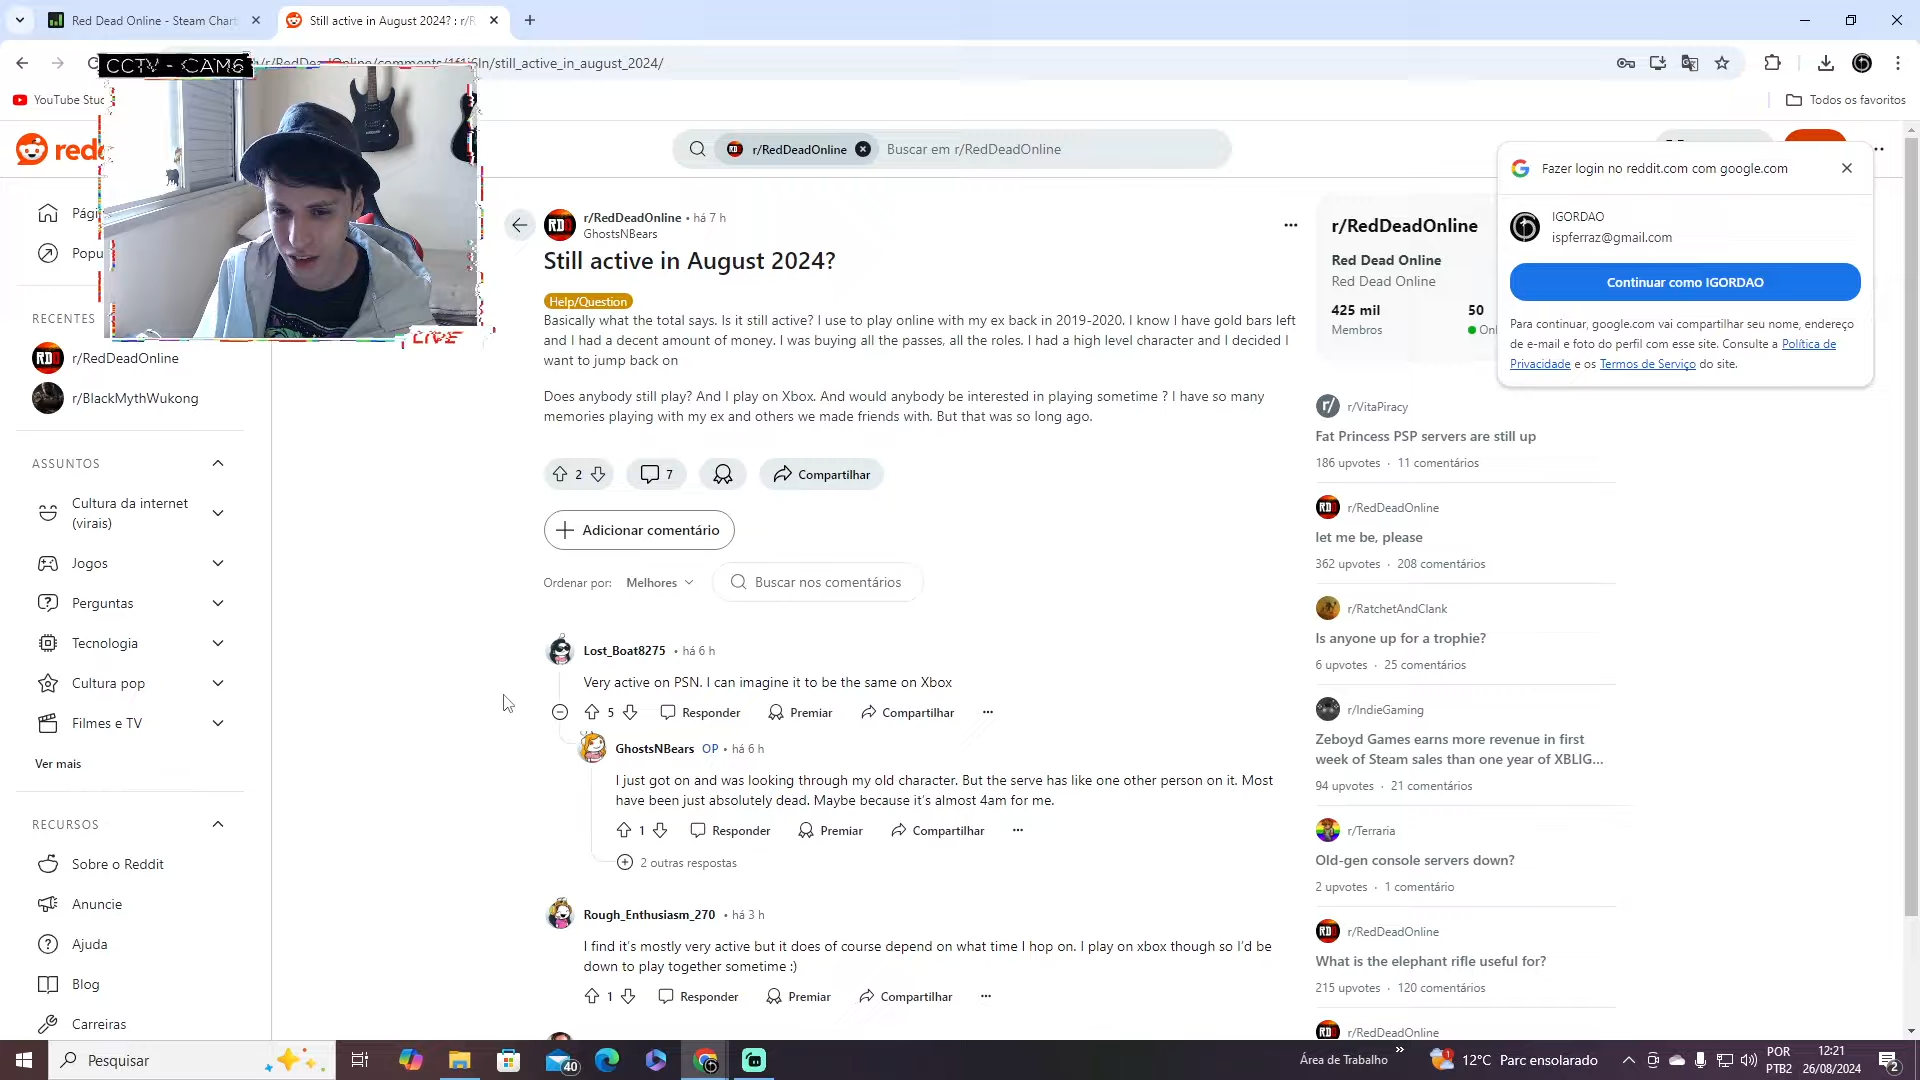 Red Dead Online - Steam Chart
Still active in August 2024? : r/R
CCTV - CAM6
/r/RedDeadOnline/comments/1f1j6ln/still_active_in_august_2024/
YouTube Stud
Todos os favoritos
redd
r/RedDeadOnline
Buscar em r/RedDeadOnline
Pági
Popu
RECENTES
r/RedDeadOnline
r/BlackMythWukong
ASSUNTOS
Cultura da internet
(virais)
Jogos
Perguntas
Tecnologia
Cultura pop
Filmes e TV
Ver mais
RECURSOS
Sobre o Reddit
Anuncie
Ajuda
Blog
Carreiras
LIVE
RDO
r/RedDeadOnline • há 7 h
GhostsNBears
Still active in August 2024?
Help/Question
Basically what the total says. Is it still active? I use to play online with my ex back in 2019-2020. I know I have gold bars left
and I had a decent amount of money. I was buying all the passes, all the roles. I had a high level character and I decided I
want to jump back on
Does anybody still play? And I play on Xbox. And would anybody be interested in playing sometime ? I have so many
memories playing with my ex and others we made friends with. But that was so long ago.
2
7
Compartilhar
Adicionar comentário
Ordenar por: Melhores
Buscar nos comentários
Lost_Boat8275 • há 6 h
Very active on PSN. I can imagine it to be the same on Xbox
5 Responder Premiar Compartilhar
GhostsNBears OP • há 6 h
I just got on and was looking through my old character. But the serve has like one other person on it. Most
have been just absolutely dead. Maybe because it's almost 4am for me.
1 Responder Premiar Compartilhar
2 outras respostas
Rough_Enthusiasm_270 • há 3 h
I find it's mostly very active but it does of course depend on what time I hop on. I play on xbox though so I'd be
down to play together sometime :)
1 Responder Premiar Compartilhar
r/RedDeadOnline
Red Dead Online
Red Dead Online
425 mil
50
Membros
Onl
Fazer login no reddit.com com google.com
IGORDAO
ispferraz@gmail.com
Continuar como IGORDAO
Para continuar, google.com vai compartilhar seu nome, endereço
de e-mail e foto do perfil com esse site. Consulte a Política de
Privacidade e os Termos de Serviço do site.
r/VitaPiracy
Fat Princess PSP servers are still up
186 upvotes · 11 comentários
r/RedDeadOnline
let me be, please
362 upvotes · 208 comentários
r/RatchetAndClank
Is anyone up for a trophie?
6 upvotes · 25 comentários
r/IndieGaming
Zeboyd Games earns more revenue in first
week of Steam sales than one year of XBLIG...
94 upvotes · 21 comentários
r/Terraria
Old-gen console servers down?
2 upvotes · 1 comentário
r/RedDeadOnline
What is the elephant rifle useful for?
215 upvotes · 120 comentários
r/RedDeadOnline
Pesquisar
40
Área de Trabalho
12°C Parc ensolarado
POR
PTB2
12:21
26/08/2024
2